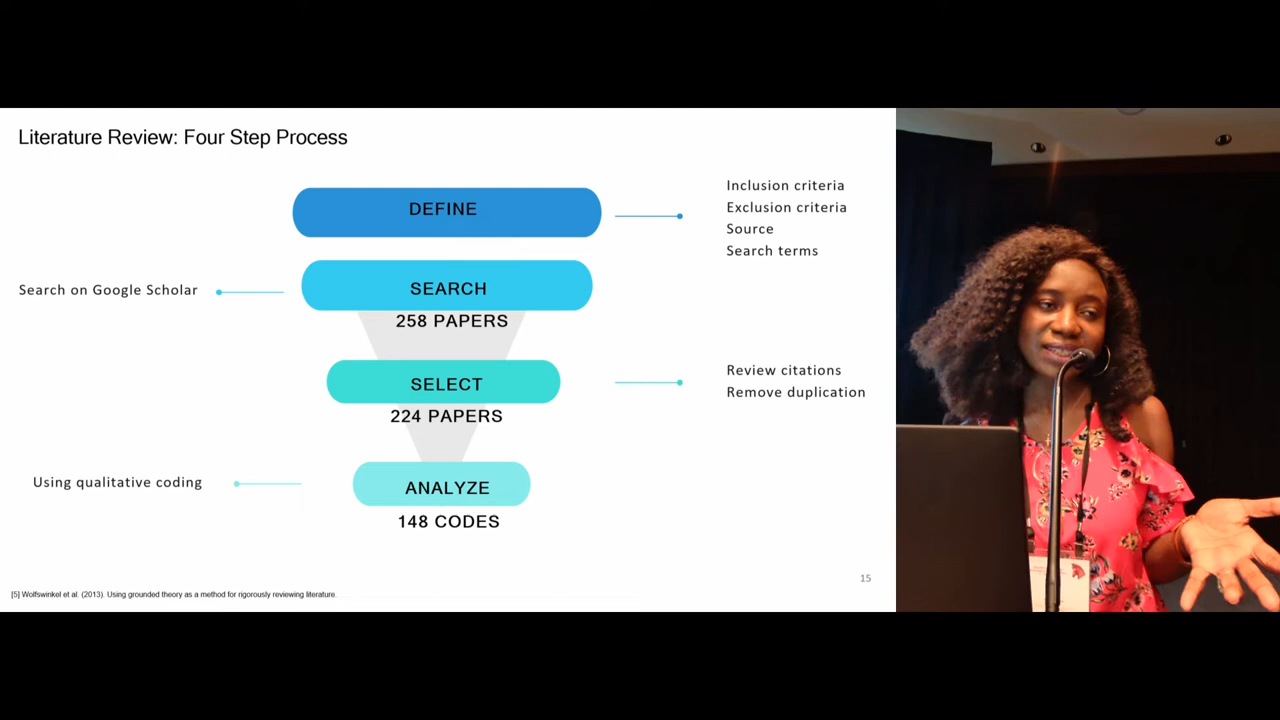 Literature Review: Four Step Process
DEFINE
Inclusion criteria
Exclusion criteria
Source
Search terms
Search on Google Scholar
SEARCH
258 PAPERS
SELECT
Review citations
Remove duplication
224 PAPERS
Using qualitative coding
ANALYZE
148 CODES
15
[5] Wolfswinkel et al. (2013). Using grounded theory as a method for rigorously reviewing literature.